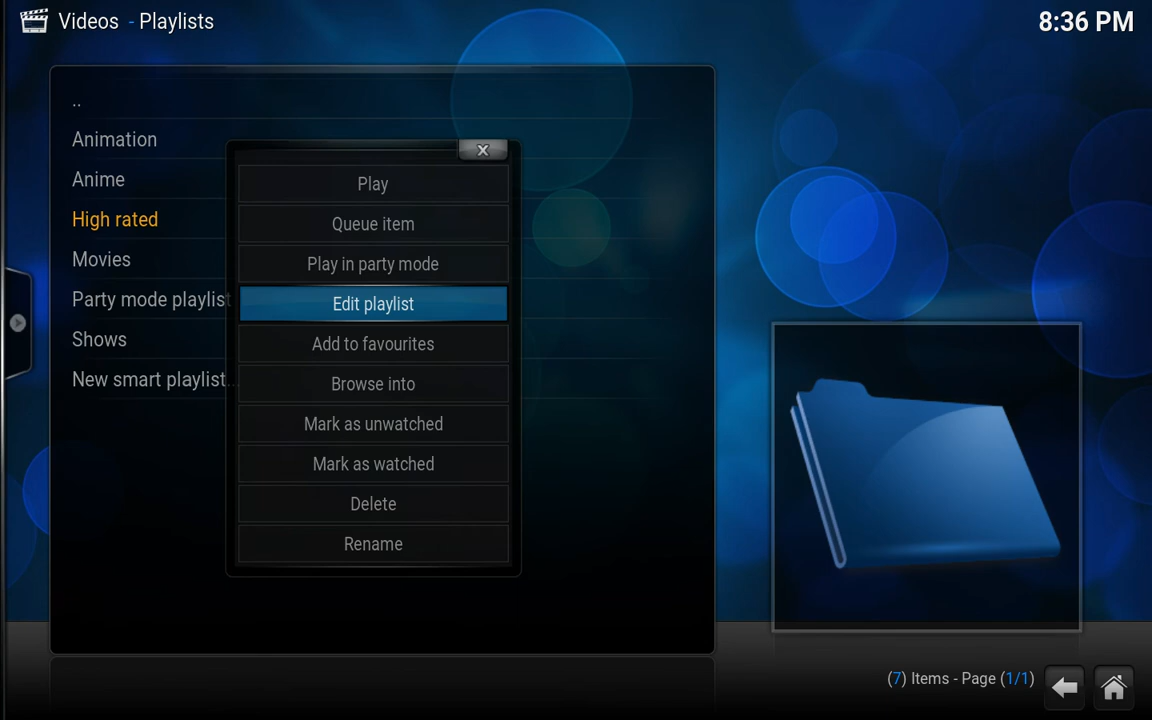 Videos - Playlists
8:36 PM
..
Animation
Anime
High rated
Movies
Party mode playlist
Shows
New smart playlist...
X
Play
Queue item
Play in party mode
Edit playlist
Add to favourites
Browse into
Mark as unwatched
Mark as watched
Delete
Rename
(7) Items - Page (1/1)